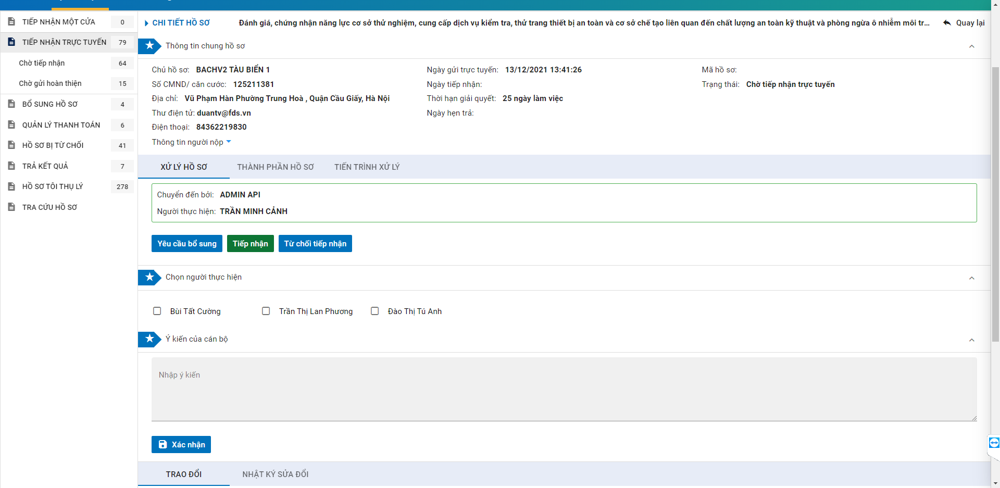 TIẾP NHẬN MỘT CỬA 0
TIẾP NHẬN TRỰC TUYẾN 79
Chờ tiếp nhận 64
Chờ gửi hoàn thiện 15
BỔ SUNG HỒ SƠ 4
QUẢN LÝ THANH TOÁN 6
HỒ SƠ BỊ TỪ CHỐI 41
TRẢ KẾT QUẢ 7
HỒ SƠ TÔI THỤ LÝ 278
TRA CỨU HỒ SƠ
CHI TIẾT HỒ SƠ Đánh giá, chứng nhận năng lực cơ sở thử nghiệm, cung cấp dịch vụ kiểm tra, thử trang thiết bị an toàn và cơ sở chế tạo liên quan đến chất lượng an toàn kỹ thuật và phòng ngừa ô nhiễm môi tr... Quay lại
Thông tin chung hồ sơ
Chủ hồ sơ: BACHV2 TÀU BIỂN 1
Số CMND/ căn cước: 125211381
Địa chỉ: Vũ Phạm Hàn Phường Trung Hoà , Quận Cầu Giấy, Hà Nội
Thư điện tử: duantv@fds.vn
Điện thoại: 84362219830
Thông tin người nộp
Ngày gửi trực tuyến: 13/12/2021 13:41:26
Ngày tiếp nhận:
Thời hạn giải quyết: 25 ngày làm việc
Ngày hẹn trả:
Mã hồ sơ:
Trạng thái: Chờ tiếp nhận trực tuyến
XỬ LÝ HỒ SƠ THÀNH PHẦN HỒ SƠ TIẾN TRÌNH XỬ LÝ
Chuyển đến bởi: ADMIN API
Người thực hiện: TRẦN MINH CẢNH
Yêu cầu bổ sung Tiếp nhận Từ chối tiếp nhận
Chọn người thực hiện
Bùi Tất Cường Trần Thị Lan Phương Đào Thị Tú Anh
Ý kiến của cán bộ
Nhập ý kiến
Xác nhận
TRAO ĐỔI NHẬT KÝ SỬA ĐỔI